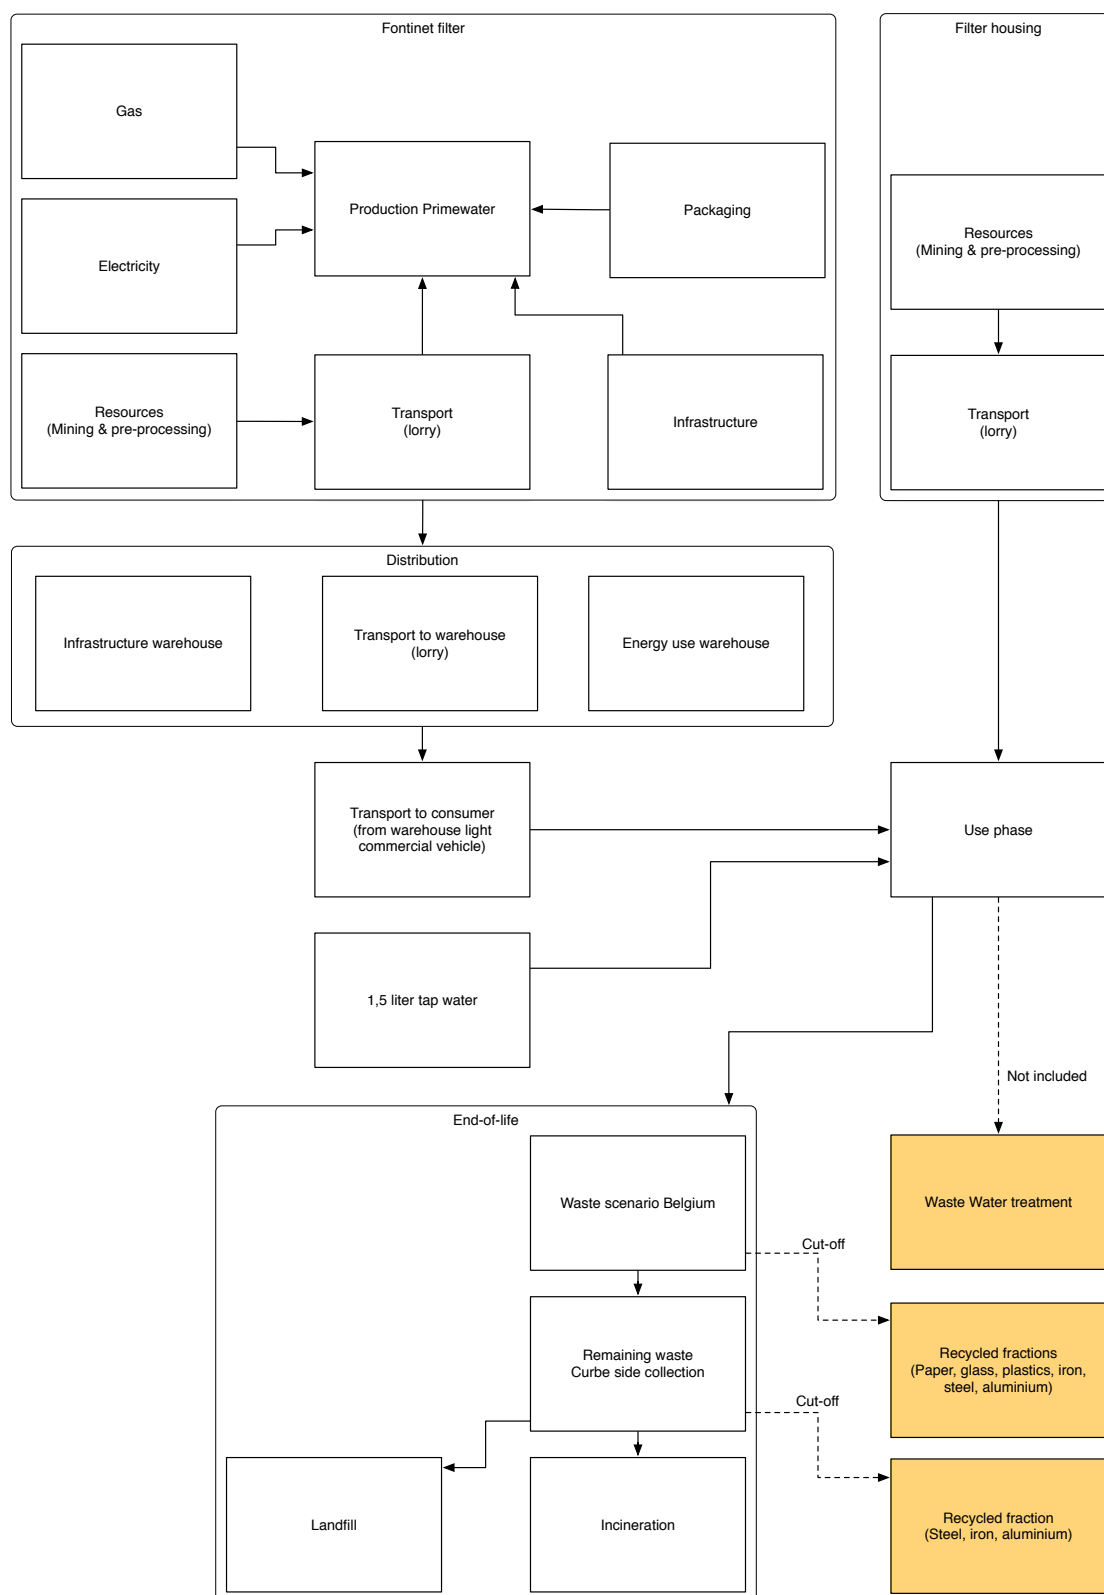 Fontinet filter
Filter housing
Gas
Production Primewater
Packaging
Electricity
Resources
(Mining & pre-processing)
Resources
(Mining & pre-processing)
Transport
(lorry)
Infrastructure
Transport
(lorry)
Distribution
Infrastructure warehouse
Transport to warehouse
(lorry)
Energy use warehouse
Transport to consumer
(from warehouse light
commercial vehicle)
Use phase
1,5 liter tap water
Not included
End-of-life
Waste scenario Belgium
Waste Water treatment
Cut-off
Remaining waste
Curbe side collection
Recycled fractions
(Paper, glass, plastics, iron,
steel, aluminium)
Cut-off
Landfill
Incineration
Recycled fraction
(Steel, iron, aluminium)